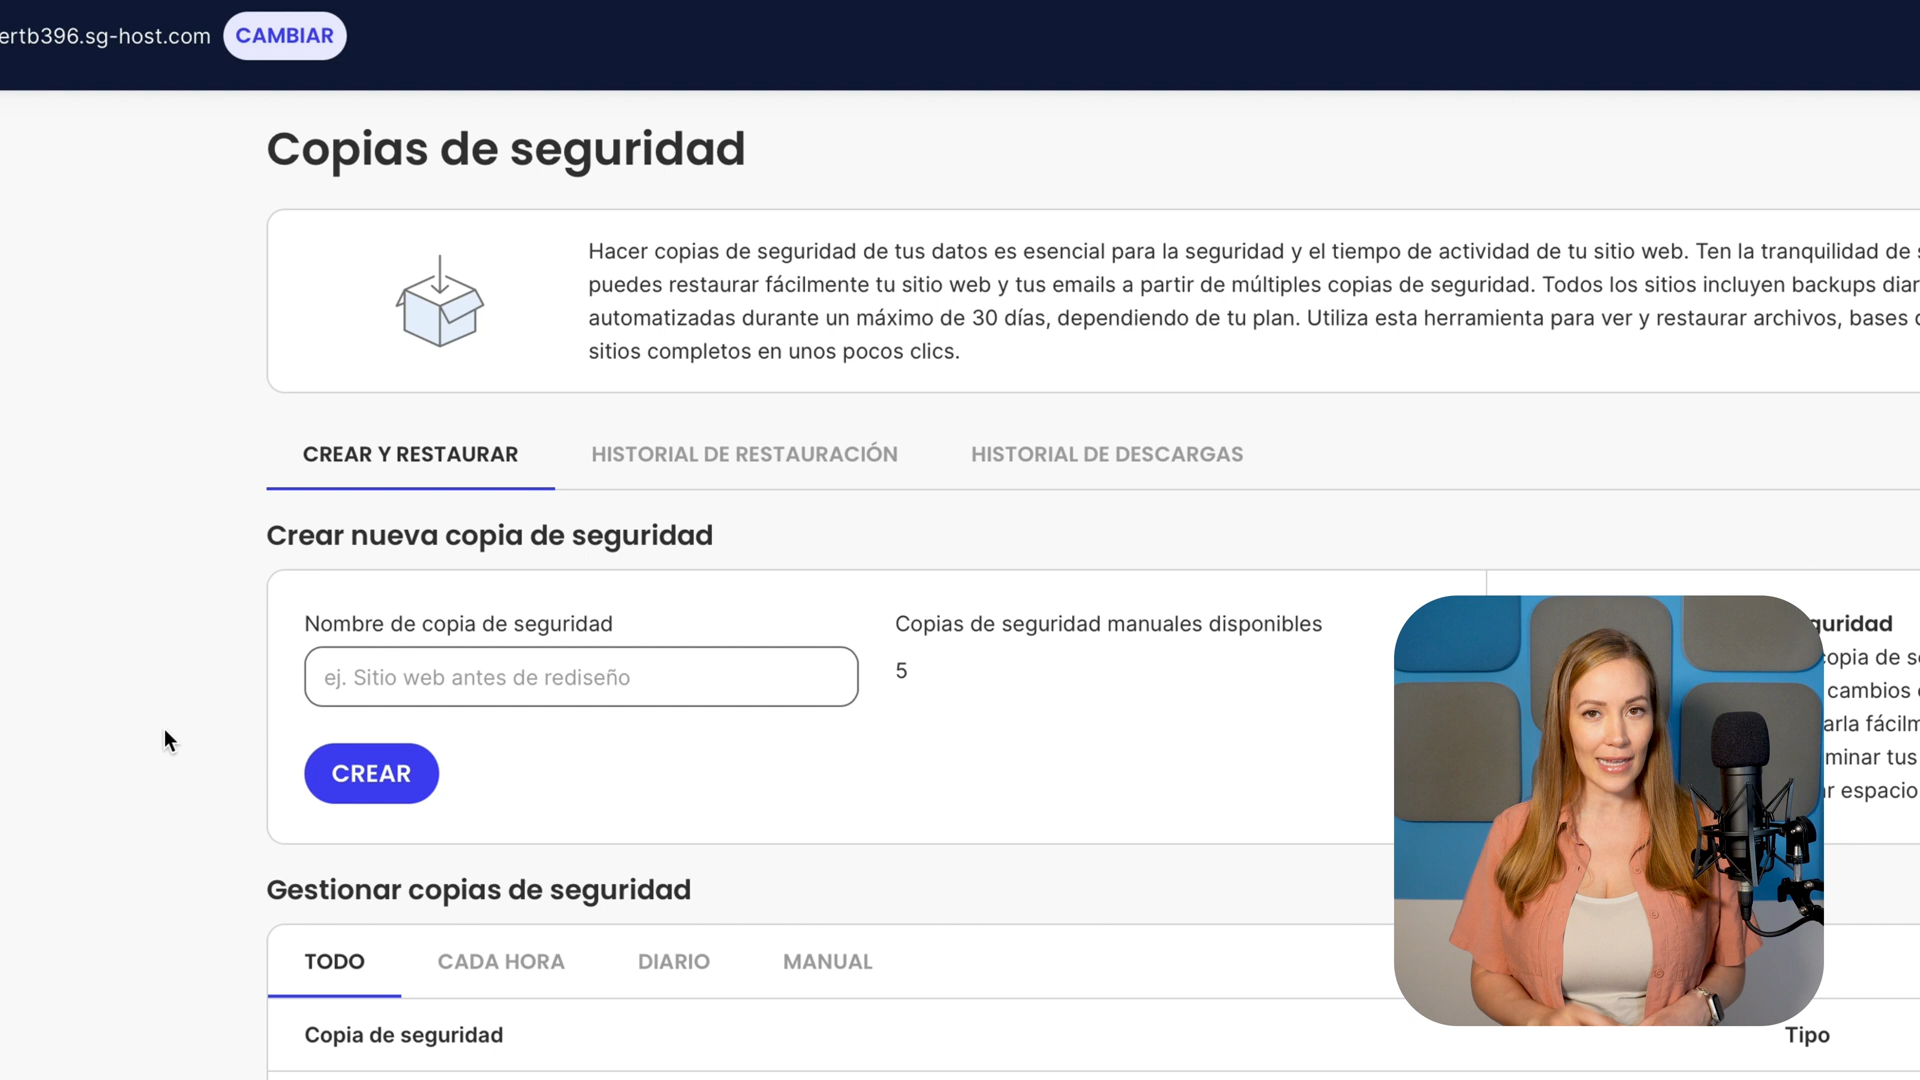 ertb396.sg-host.com CAMBIAR
Copias de seguridad
Hacer copias de seguridad de tus datos es esencial para la seguridad y el tiempo de actividad de tu sitio web. Ten la tranquilidad de
puedes restaurar fácilmente tu sitio web y tus emails a partir de múltiples copias de seguridad. Todos los sitios incluyen backups diar
automatizadas durante un máximo de 30 días, dependiendo de tu plan. Utiliza esta herramienta para ver y restaurar archivos, bases
sitios completos en unos pocos clics.
CREAR Y RESTAURAR HISTORIAL DE RESTAURACIÓN HISTORIAL DE DESCARGAS
Crear nueva copia de seguridad
Nombre de copia de seguridad
ej. Sitio web antes de rediseño
CREAR
Copias de seguridad manuales disponibles
5
guridad
copia de
cambios
arla fácilm
minar tus
r espacio
Gestionar copias de seguridad
TODO CADA HORA DIARIO MANUAL
Copia de seguridad Tipo